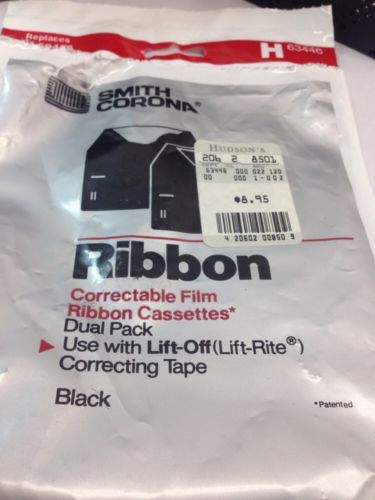 Replaces
H 63446
SMITH
CORONA®
HUDSON'S
206 2 8501
63446 000 022 120
00 000 1-002
$8.95
4 20602 00850 9
Ribbon
Correctable Film
Ribbon Cassettes*
Dual Pack
▶ Use with Lift-Off (Lift-Rite®)
Correcting Tape
Black
*Patented